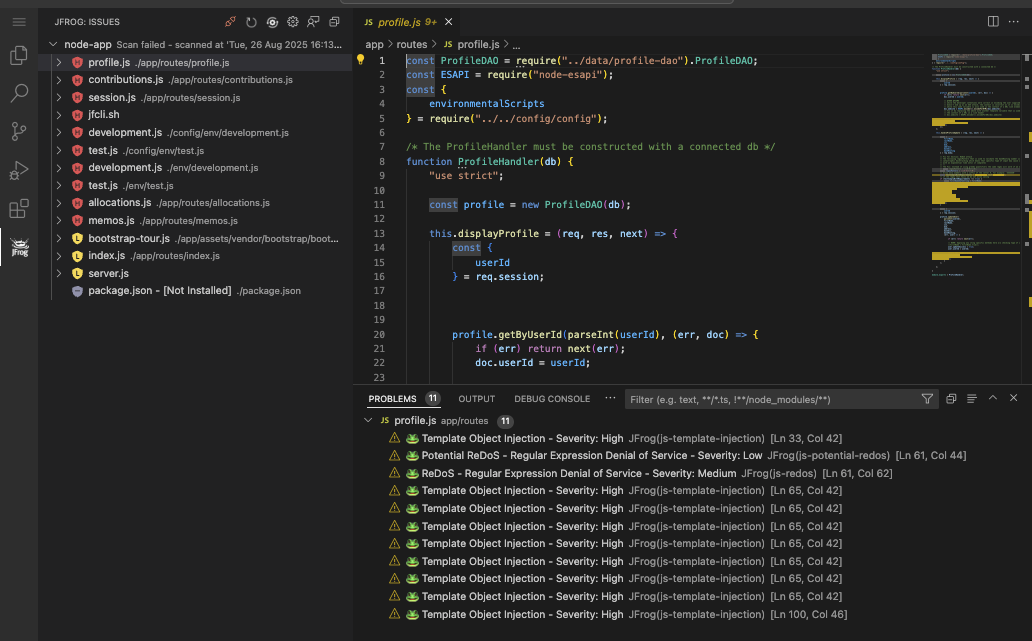 JFROG: ISSUES
node-app Scan failed - scanned at 'Tue, 26 Aug 2025 16:13...
profile.js ./app/routes/profile.js
contributions.js ./app/routes/contributions.js
session.js ./app/routes/session.js
jfcli.sh
development.js ./config/env/development.js
test.js ./config/env/test.js
development.js ./env/development.js
test.js ./env/test.js
allocations.js ./app/routes/allocations.js
memos.js ./app/routes/memos.js
bootstrap-tour.js ./app/assets/vendor/bootstrap/boot...
index.js ./app/routes/index.js
server.js
package.json - [Not Installed] ./package.json
JFrog
JS profile.js 9+
app > routes > JS profile.js > ...
1 const ProfileDAO = require("../data/profile-dao").ProfileDAO;
2 const ESAPI = require("node-esapi");
3 const {
4 environmentalScripts
5 } = require("../../config/config");
6
7 /* The ProfileHandler must be constructed with a connected db */
8 function ProfileHandler(db) {
9 "use strict";
10
11 const profile = new ProfileDAO(db);
12
13 this.displayProfile = (req, res, next) => {
14 const {
15 userId
16 } = req.session;
17
18
19
20 profile.getByUserId(parseInt(userId), (err, doc) => {
21 if (err) return next(err);
22 doc.userId = userId;
23
PROBLEMS 11 OUTPUT DEBUG CONSOLE ... Filter (e.g. text, **/*.ts, !**/node_modules/**)
JS profile.js app/routes 11
Template Object Injection - Severity: High JFrog(js-template-injection) [Ln 33, Col 42]
Potential ReDoS - Regular Expression Denial of Service - Severity: Low JFrog(js-potential-redos) [Ln 61, Col 44]
ReDoS - Regular Expression Denial of Service - Severity: Medium JFrog(js-redos) [Ln 61, Col 62]
Template Object Injection - Severity: High JFrog(js-template-injection) [Ln 65, Col 42]
Template Object Injection - Severity: High JFrog(js-template-injection) [Ln 65, Col 42]
Template Object Injection - Severity: High JFrog(js-template-injection) [Ln 65, Col 42]
Template Object Injection - Severity: High JFrog(js-template-injection) [Ln 65, Col 42]
Template Object Injection - Severity: High JFrog(js-template-injection) [Ln 65, Col 42]
Template Object Injection - Severity: High JFrog(js-template-injection) [Ln 65, Col 42]
Template Object Injection - Severity: High JFrog(js-template-injection) [Ln 65, Col 42]
Template Object Injection - Severity: High JFrog(js-template-injection) [Ln 100, Col 46]